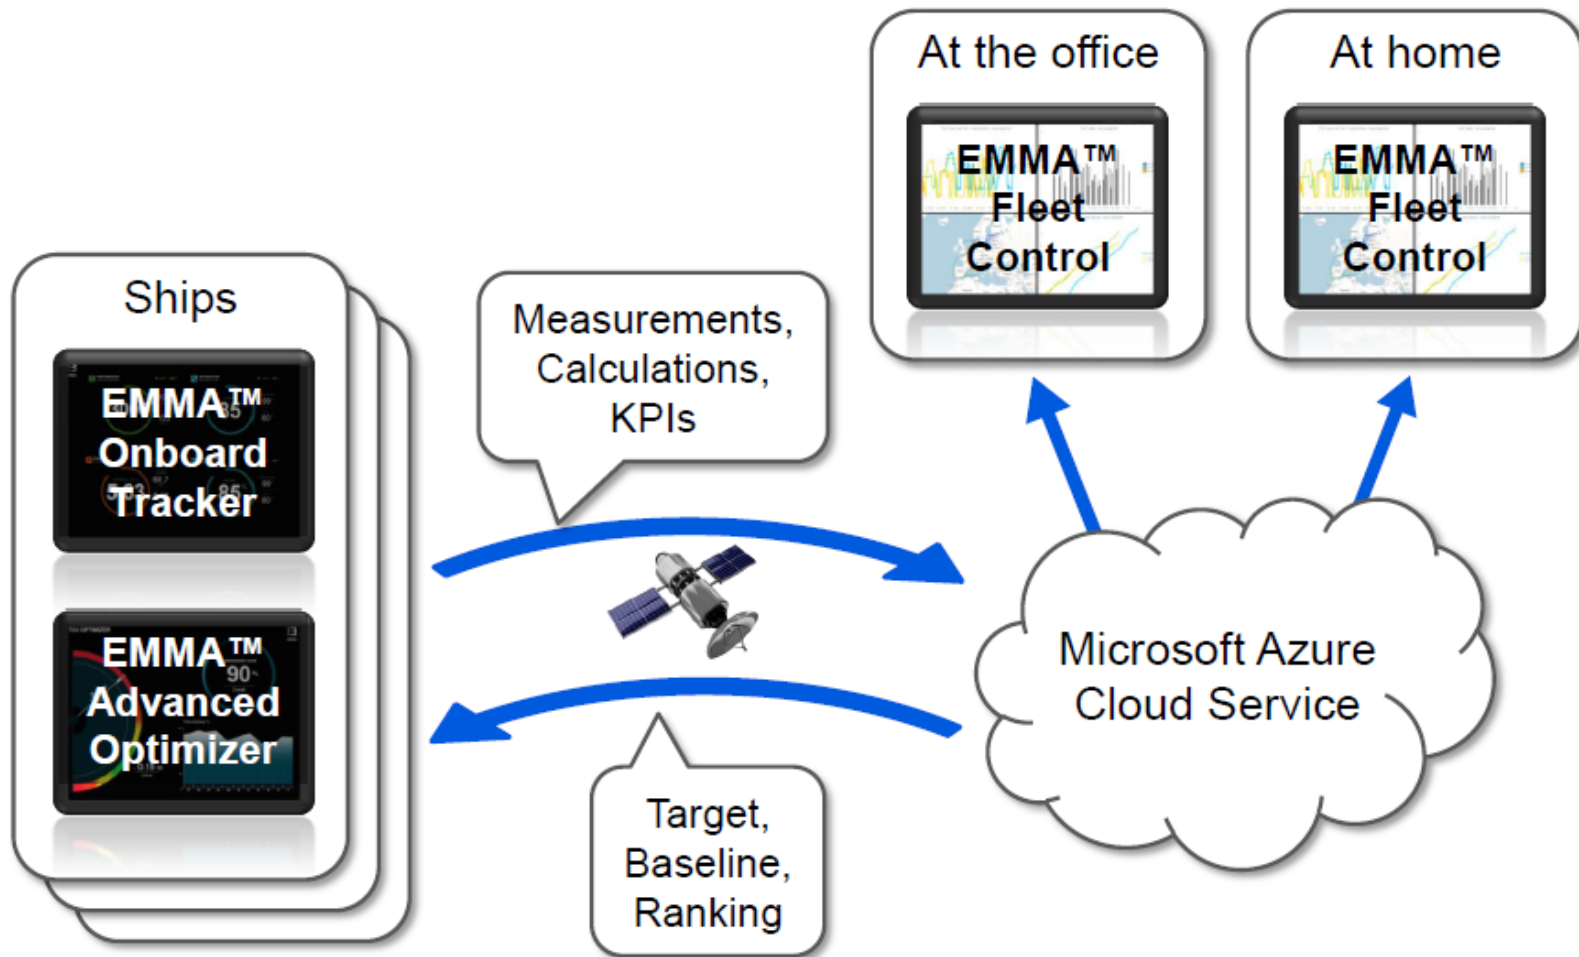 At the office
At home
EMMA™
Fleet
Control
EMMA™
Fleet
Control
Ships
EMMA™
Onboard
Tracker
EMMA™
Advanced
Optimizer
90
Measurements,
Calculations,
KPIs
Target,
Baseline,
Ranking
Microsoft Azure
Cloud Service